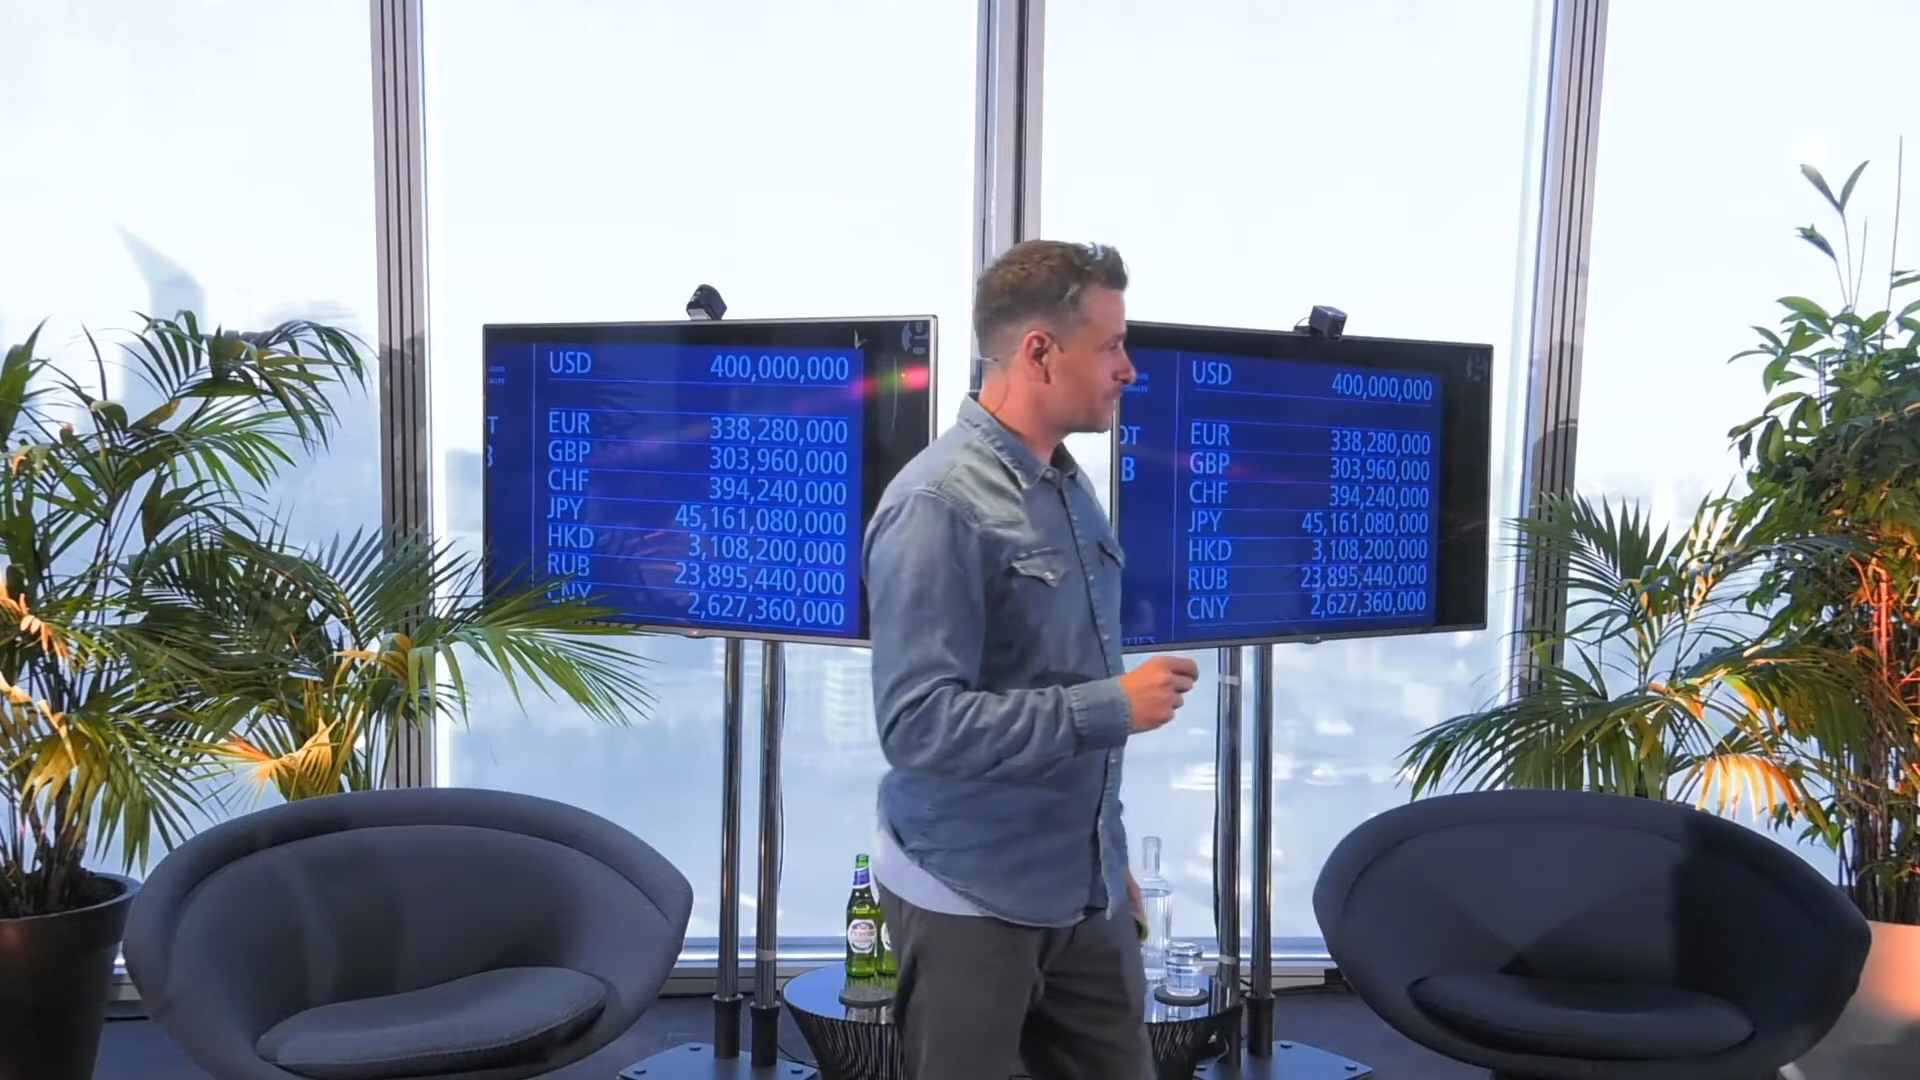 USD 400,000,000
EUR 338,280,000
GBP 303,960,000
CHF 394,240,000
JPY 45,161,080,000
HKD 3,108,200,000
RUB 23,895,440,000
CNY 2,627,360,000
T
B
USD 400,000,000
EUR 338,280,000
GBP 303,960,000
CHF 394,240,000
JPY 45,161,080,000
HKD 3,108,200,000
RUB 23,895,440,000
CNY 2,627,360,000
OT
B